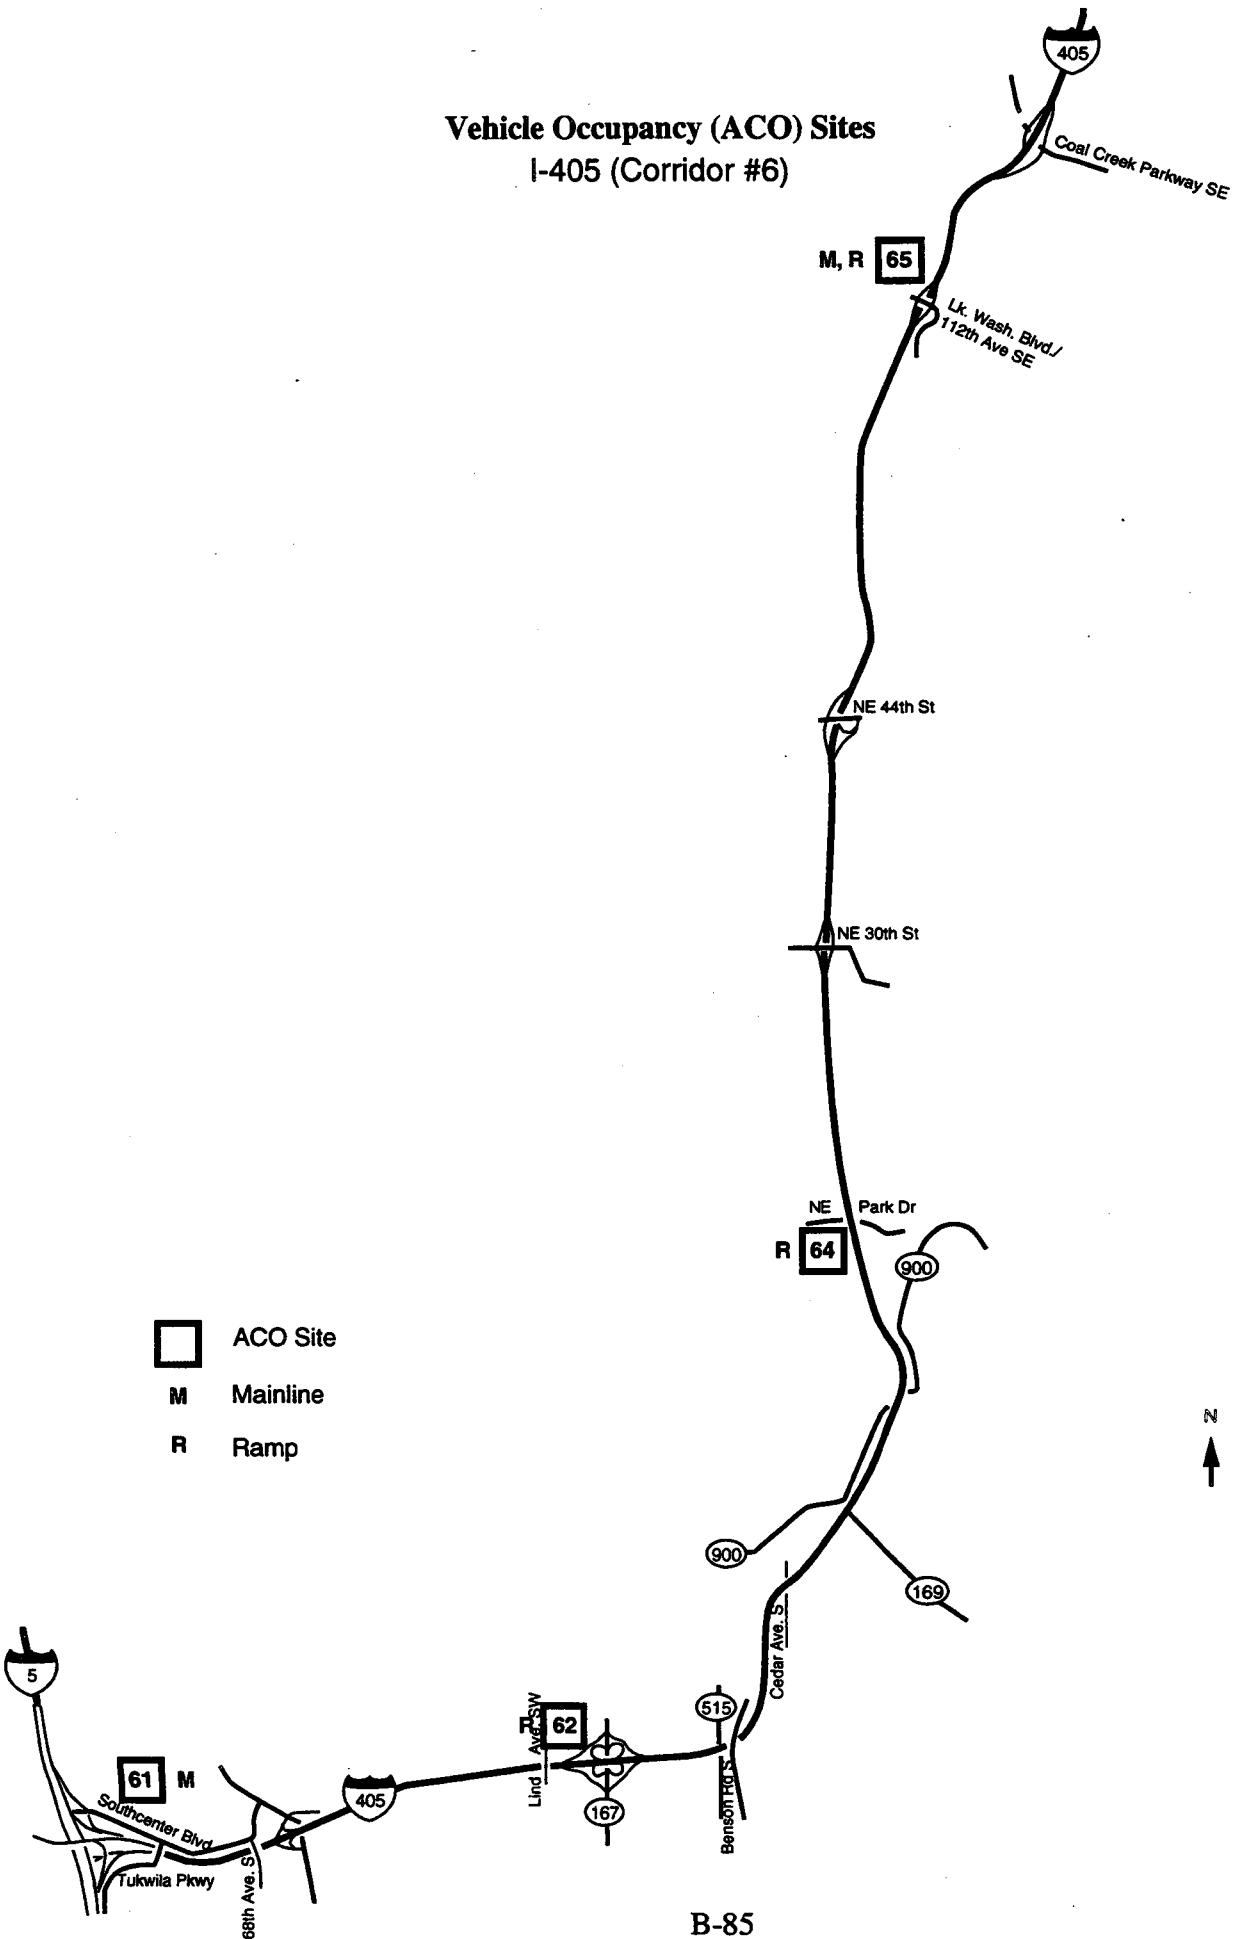 405
Vehicle Occupancy (ACO) Sites
I-405 (Corridor #6)
Coal Creek Parkway SE
M, R 65
Lk. Wash. Blvd./
112th Ave SE
NE 44th St
NE 30th St
NE Park Dr
R 64
900
ACO Site
M Mainline
R Ramp
N
900
169
Cedar Ave. S
5
515
R 62
Lind Ave. SW
61 M
405
167
Benson Rd S
Southcenter Blvd
Tukwila Pkwy
68th Ave. S
B-85